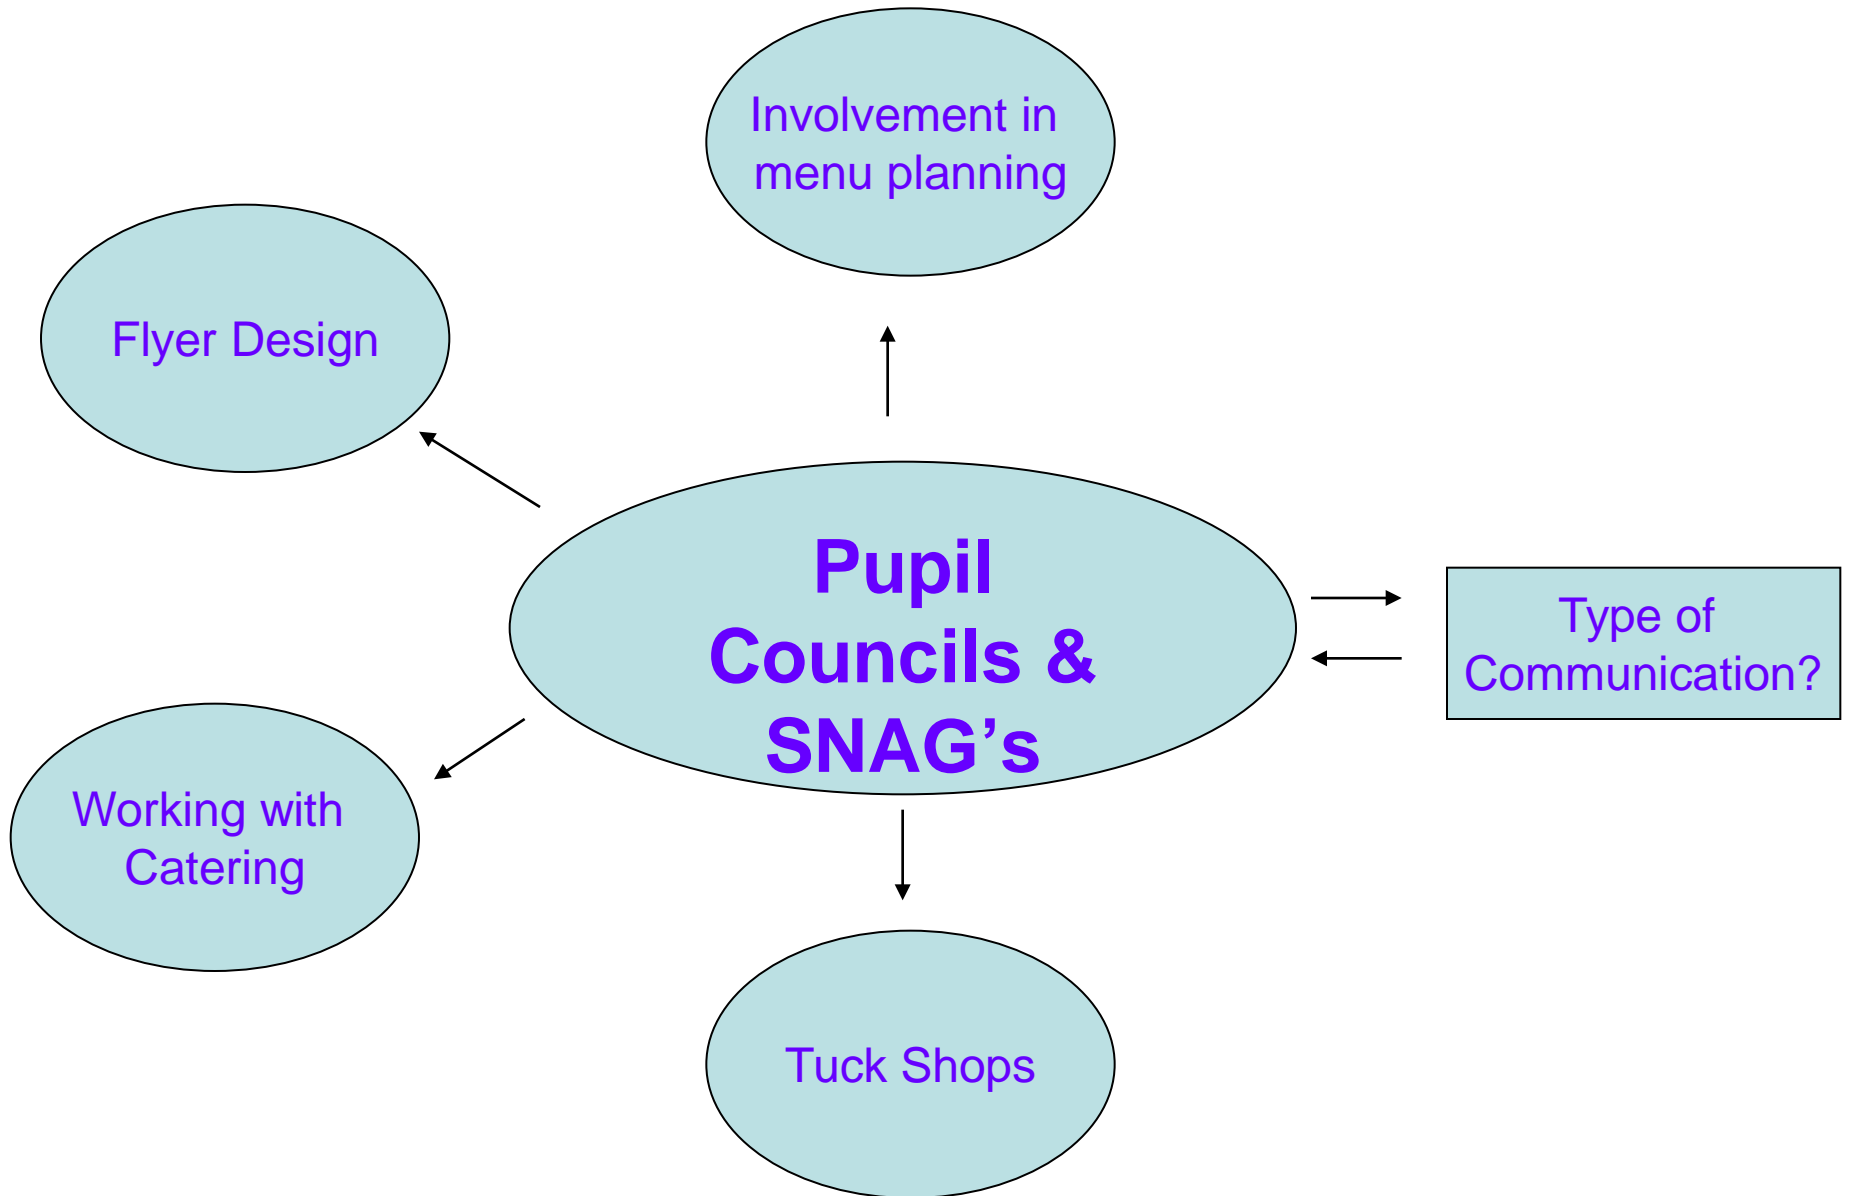 Involvement in
menu planning
Flyer Design
Pupil
Councils &
SNAG’s
Type of
Communication?
Working with
Catering
Tuck Shops